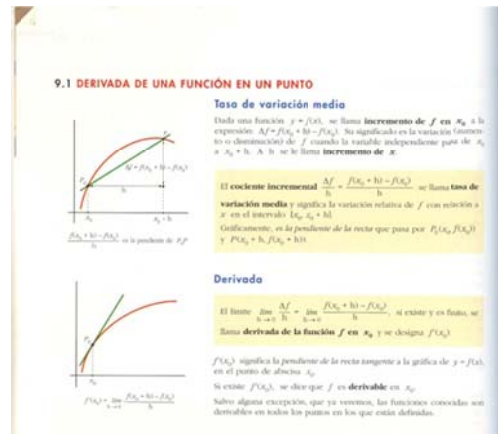 9.1 DERIVADA DE UNA FUNCIÓN EN UN PUNTO
Tasa de variación media
Dada una función y = f(x), se llama incremento de f en x₀ a la
expresión: Δf = f(x₀ + h) – f(x₀). Su significado es la variación (aumen-
to o disminución) de f cuando la variable independiente pasa de x₀
a x₀ + h. A h se le llama incremento de x.
El cociente incremental Δf/h = f(x₀ + h) – f(x₀)/h se llama tasa de
variación media y significa la variación relativa de f con relación a
x en el intervalo [x₀, x₀ + h].
Gráficamente, es la pendiente de la recta que pasa por P₀(x₀, f(x₀))
y P(x₀ + h, f(x₀ + h)).
P₀
Δf = f(x₀ + h) – f(x₀)
h
x₀ + h
f(x₀ + h) – f(x₀)/h es la pendiente de P₀P
Derivada
El límite lím h→0 Δf/h = lím h→0 f(x₀ + h) – f(x₀)/h, si existe y es finito, se
llama derivada de la función f en x₀ y se designa f'(x₀).
f'(x₀) significa la pendiente de la recta tangente a la gráfica de y = f(x),
en el punto de abscisa x₀.
Si existe f'(x₀), se dice que f es derivable en x₀.
Salvo alguna excepción, que ya veremos, las funciones conocidas son
derivables en todos los puntos en los que están definidas.
P₀
x₀
f'(x₀) = lím h→0 f(x₀ + h) – f(x₀)/h